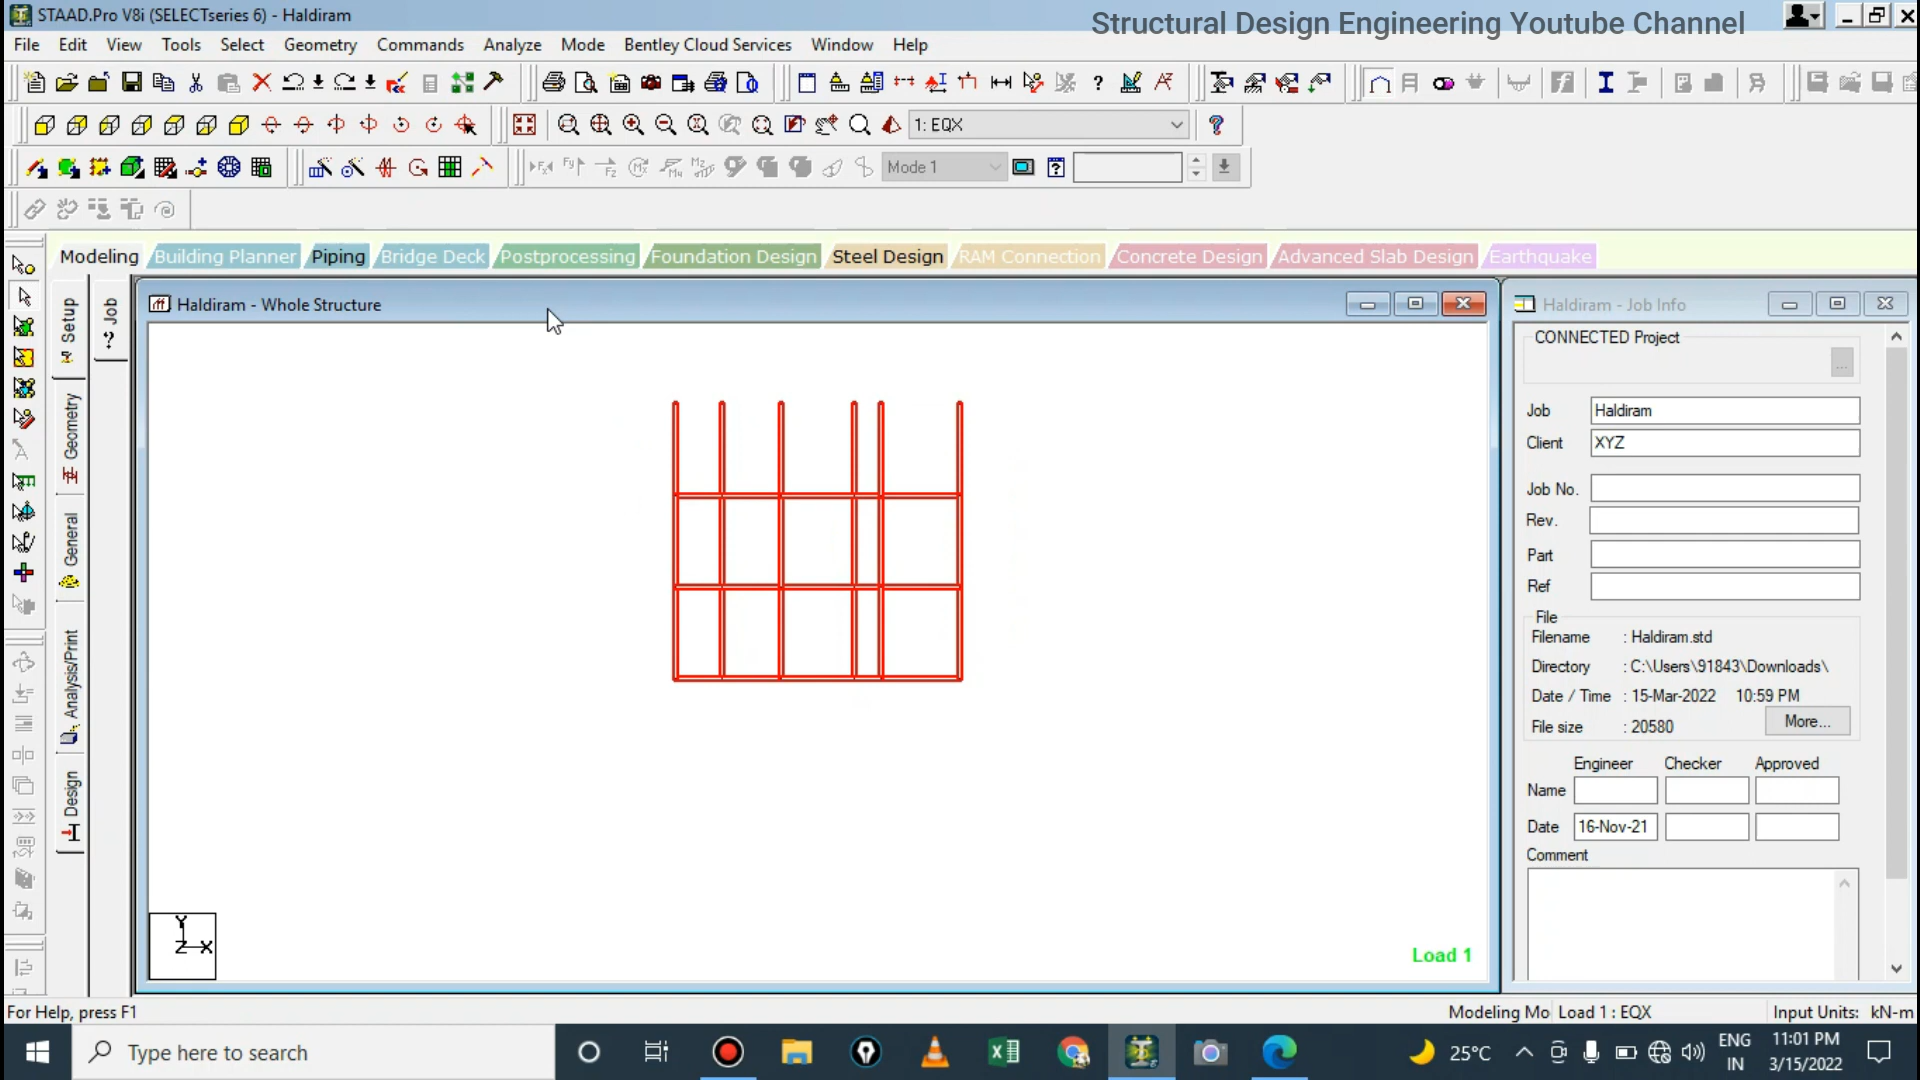 STAAD.Pro V8i (SELECTseries 6) - Haldiram
Structural Design Engineering Youtube Channel
File Edit View Tools Select Geometry Commands Analyze Mode Bentley Cloud Services Window Help
1: EQX
Mode 1
Modeling Building Planner Piping Bridge Deck Postprocessing Foundation Design Steel Design RAM Connection Concrete Design Advanced Slab Design Earthquake
Setup
Job
Geometry
General
Analysis/Print
Design
Haldiram - Whole Structure
Y
Z X
Load 1
Haldiram - Job Info
CONNECTED Project
...
Job Haldiram
Client XYZ
Job No.
Rev.
Part
Ref
File
Filename : Haldiram.std
Directory : C:\Users\91843\Downloads\
Date / Time : 15-Mar-2022 10:59 PM
File size : 20580 More...
Engineer Checker Approved
Name
Date 16-Nov-21
Comment
For Help, press F1
Modeling Mo Load 1 : EQX Input Units: kN-m
Type here to search
25°C
ENG
IN
11:01 PM
3/15/2022